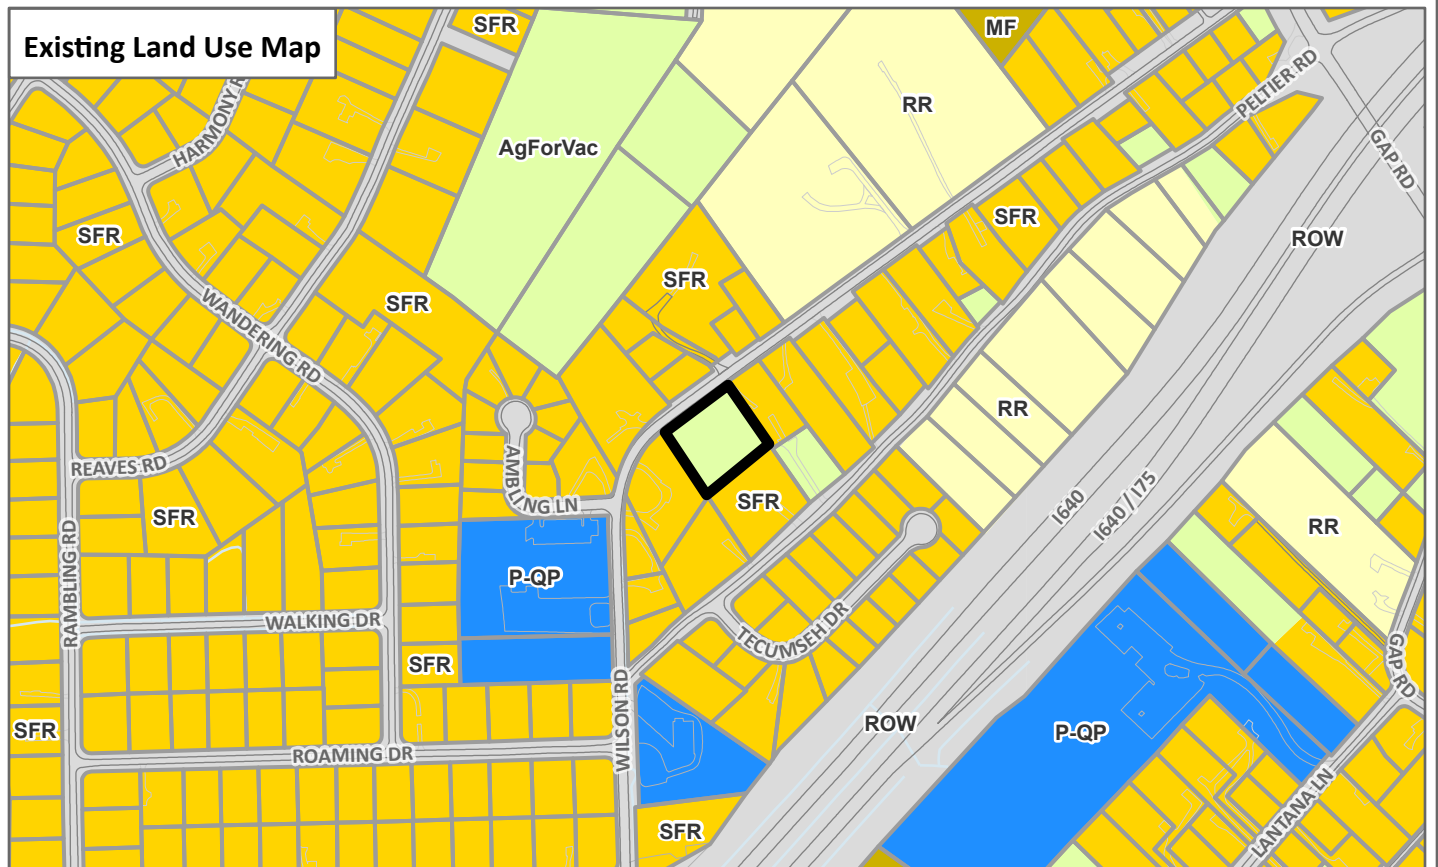 Existing Land Use Map
SFR
MF
HARMONY R
AgForVac
RR
PELTIER RD
GAP RD
SFR
SFR
ROW
SFR
SFR
WANDERING RD
RR
REAVES RD
AMBLING LN
SFR
SFR
I640
I640 / I75
RR
RAMBLING RD
P-QP
WALKING DR
TECUMSEH DR
SFR
GAP RD
WILSON RD
SFR
ROW
P-QP
ROAMING DR
LANTANA LN
SFR